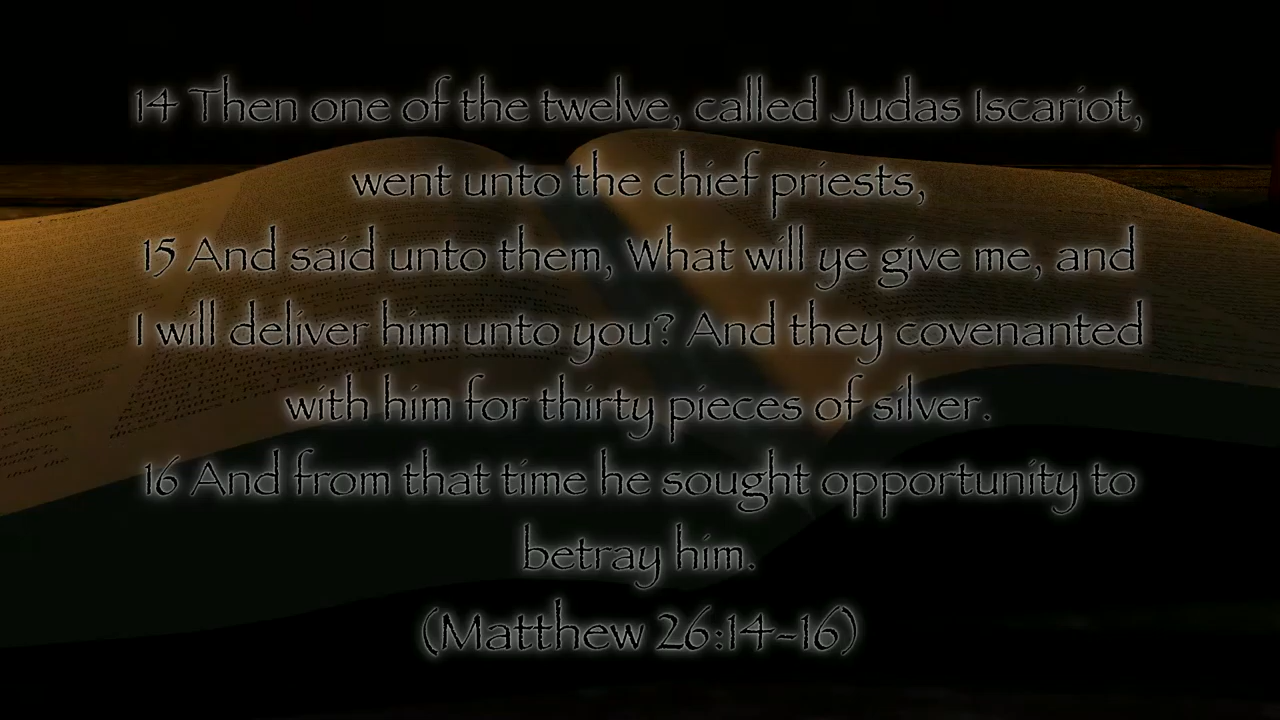 14 Then one of the twelve, called Judas Iscariot,
went unto the chief priests,
15 And said unto them, What will ye give me, and
I will deliver him unto you? And they covenanted
with him for thirty pieces of silver.
16 And from that time he sought opportunity to
betray him.
(Matthew 26:14-16)